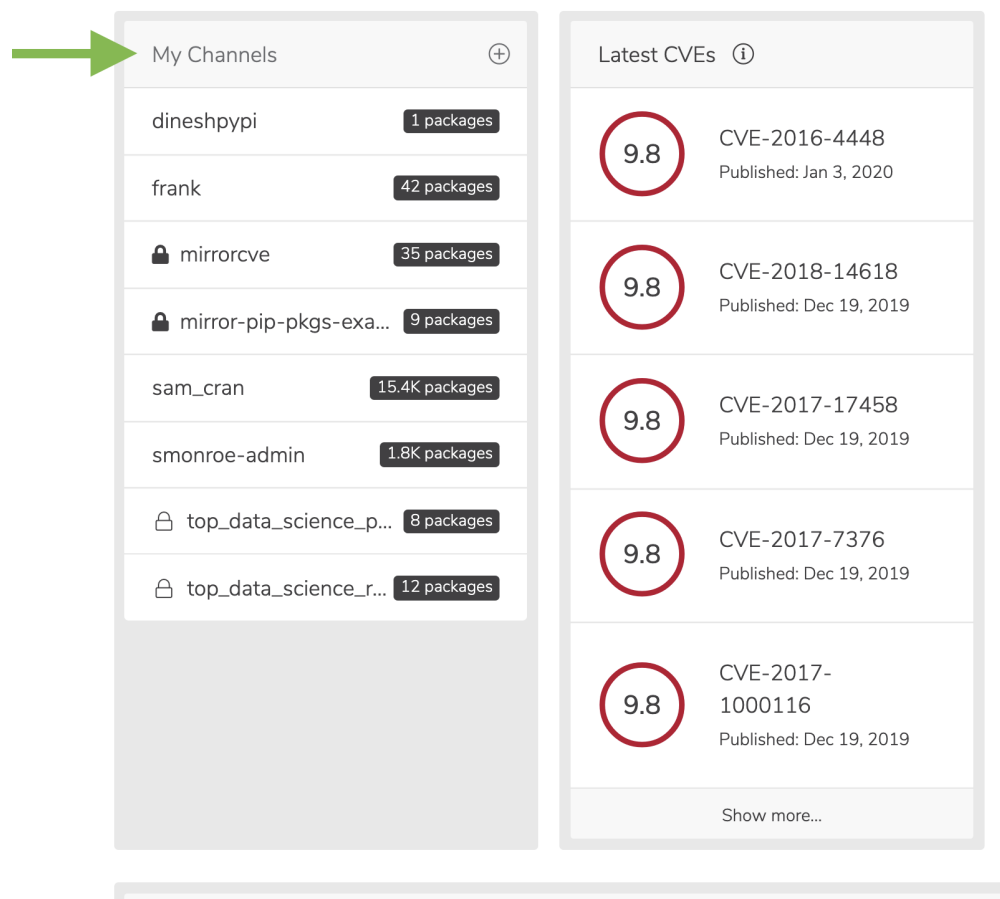 My Channels
dineshpypi 1 packages
frank 42 packages
mirrorcve 35 packages
mirror-pip-pkgs-exa... 9 packages
sam_cran 15.4K packages
smonroe-admin 1.8K packages
top_data_science_p... 8 packages
top_data_science_r... 12 packages
Latest CVEs
9.8 CVE-2016-4448
Published: Jan 3, 2020
9.8 CVE-2018-14618
Published: Dec 19, 2019
9.8 CVE-2017-17458
Published: Dec 19, 2019
9.8 CVE-2017-7376
Published: Dec 19, 2019
9.8 CVE-2017-
1000116
Published: Dec 19, 2019
Show more...